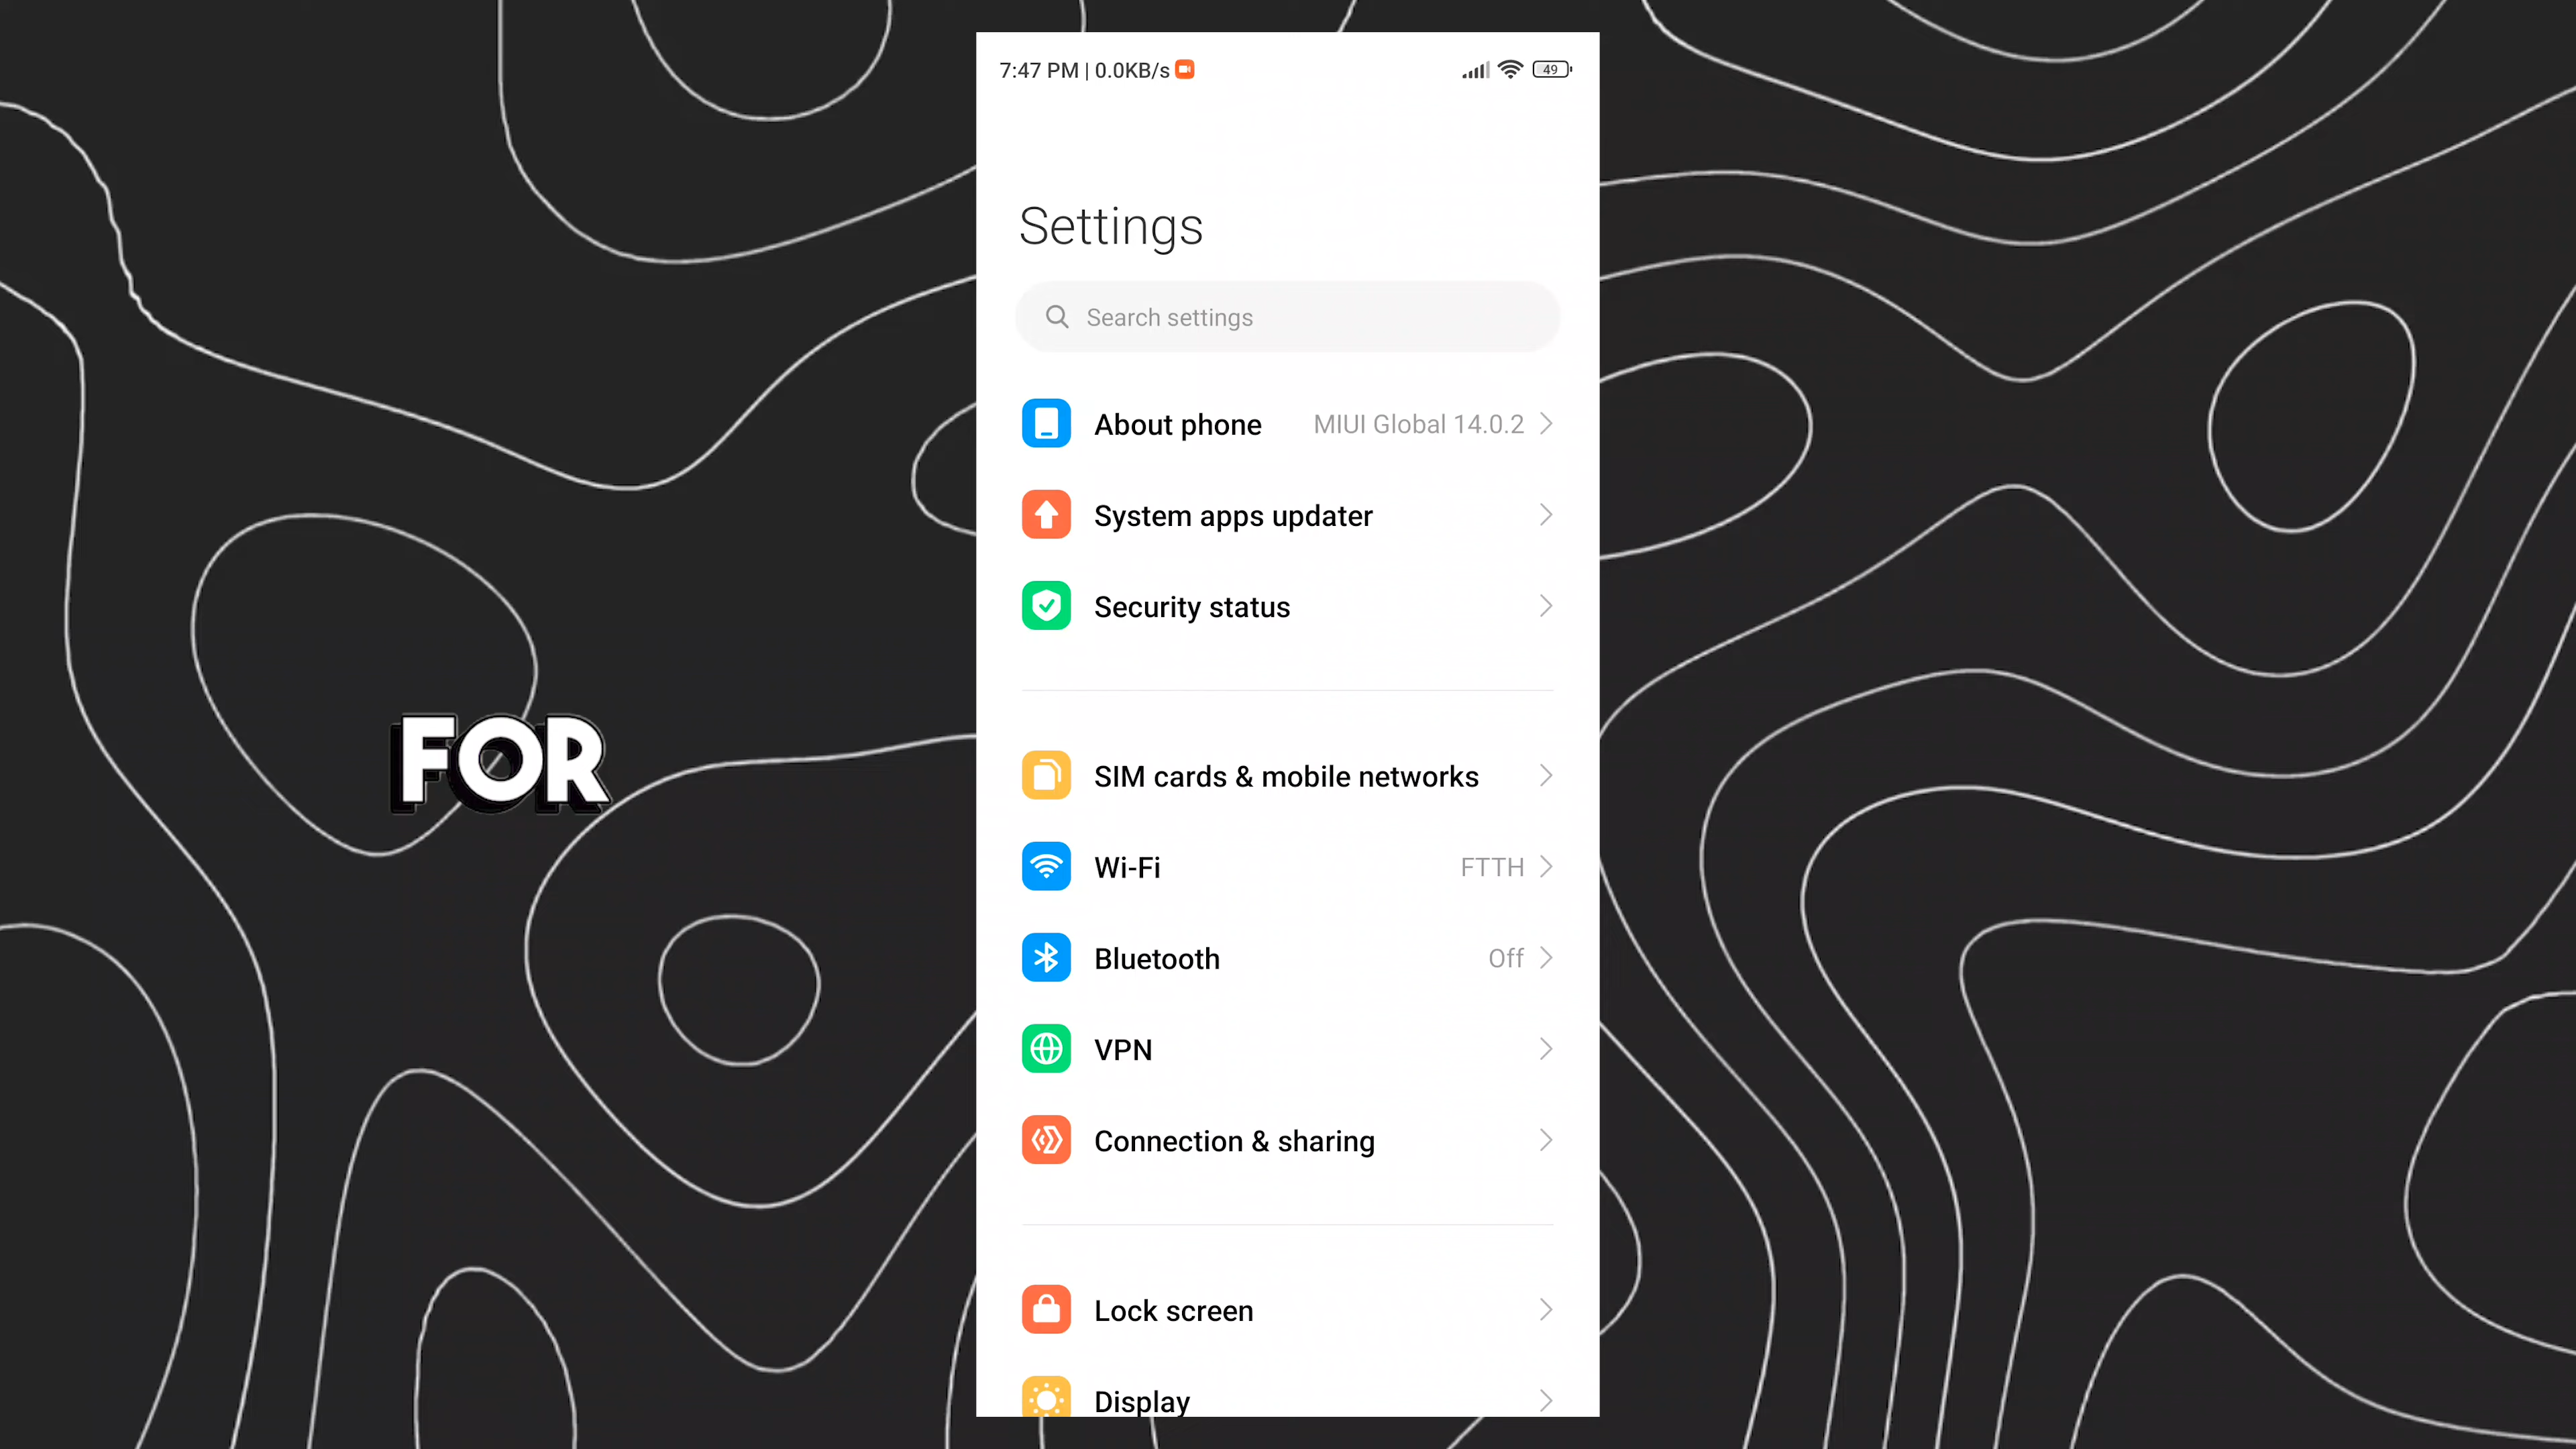 7:47 PM | 0.0KB/s
49
Settings
Search settings
About phone MIUI Global 14.0.2
System apps updater
Security status
FOR
SIM cards & mobile networks
Wi-Fi FTTH
Bluetooth Off
VPN
Connection & sharing
Lock screen
Display